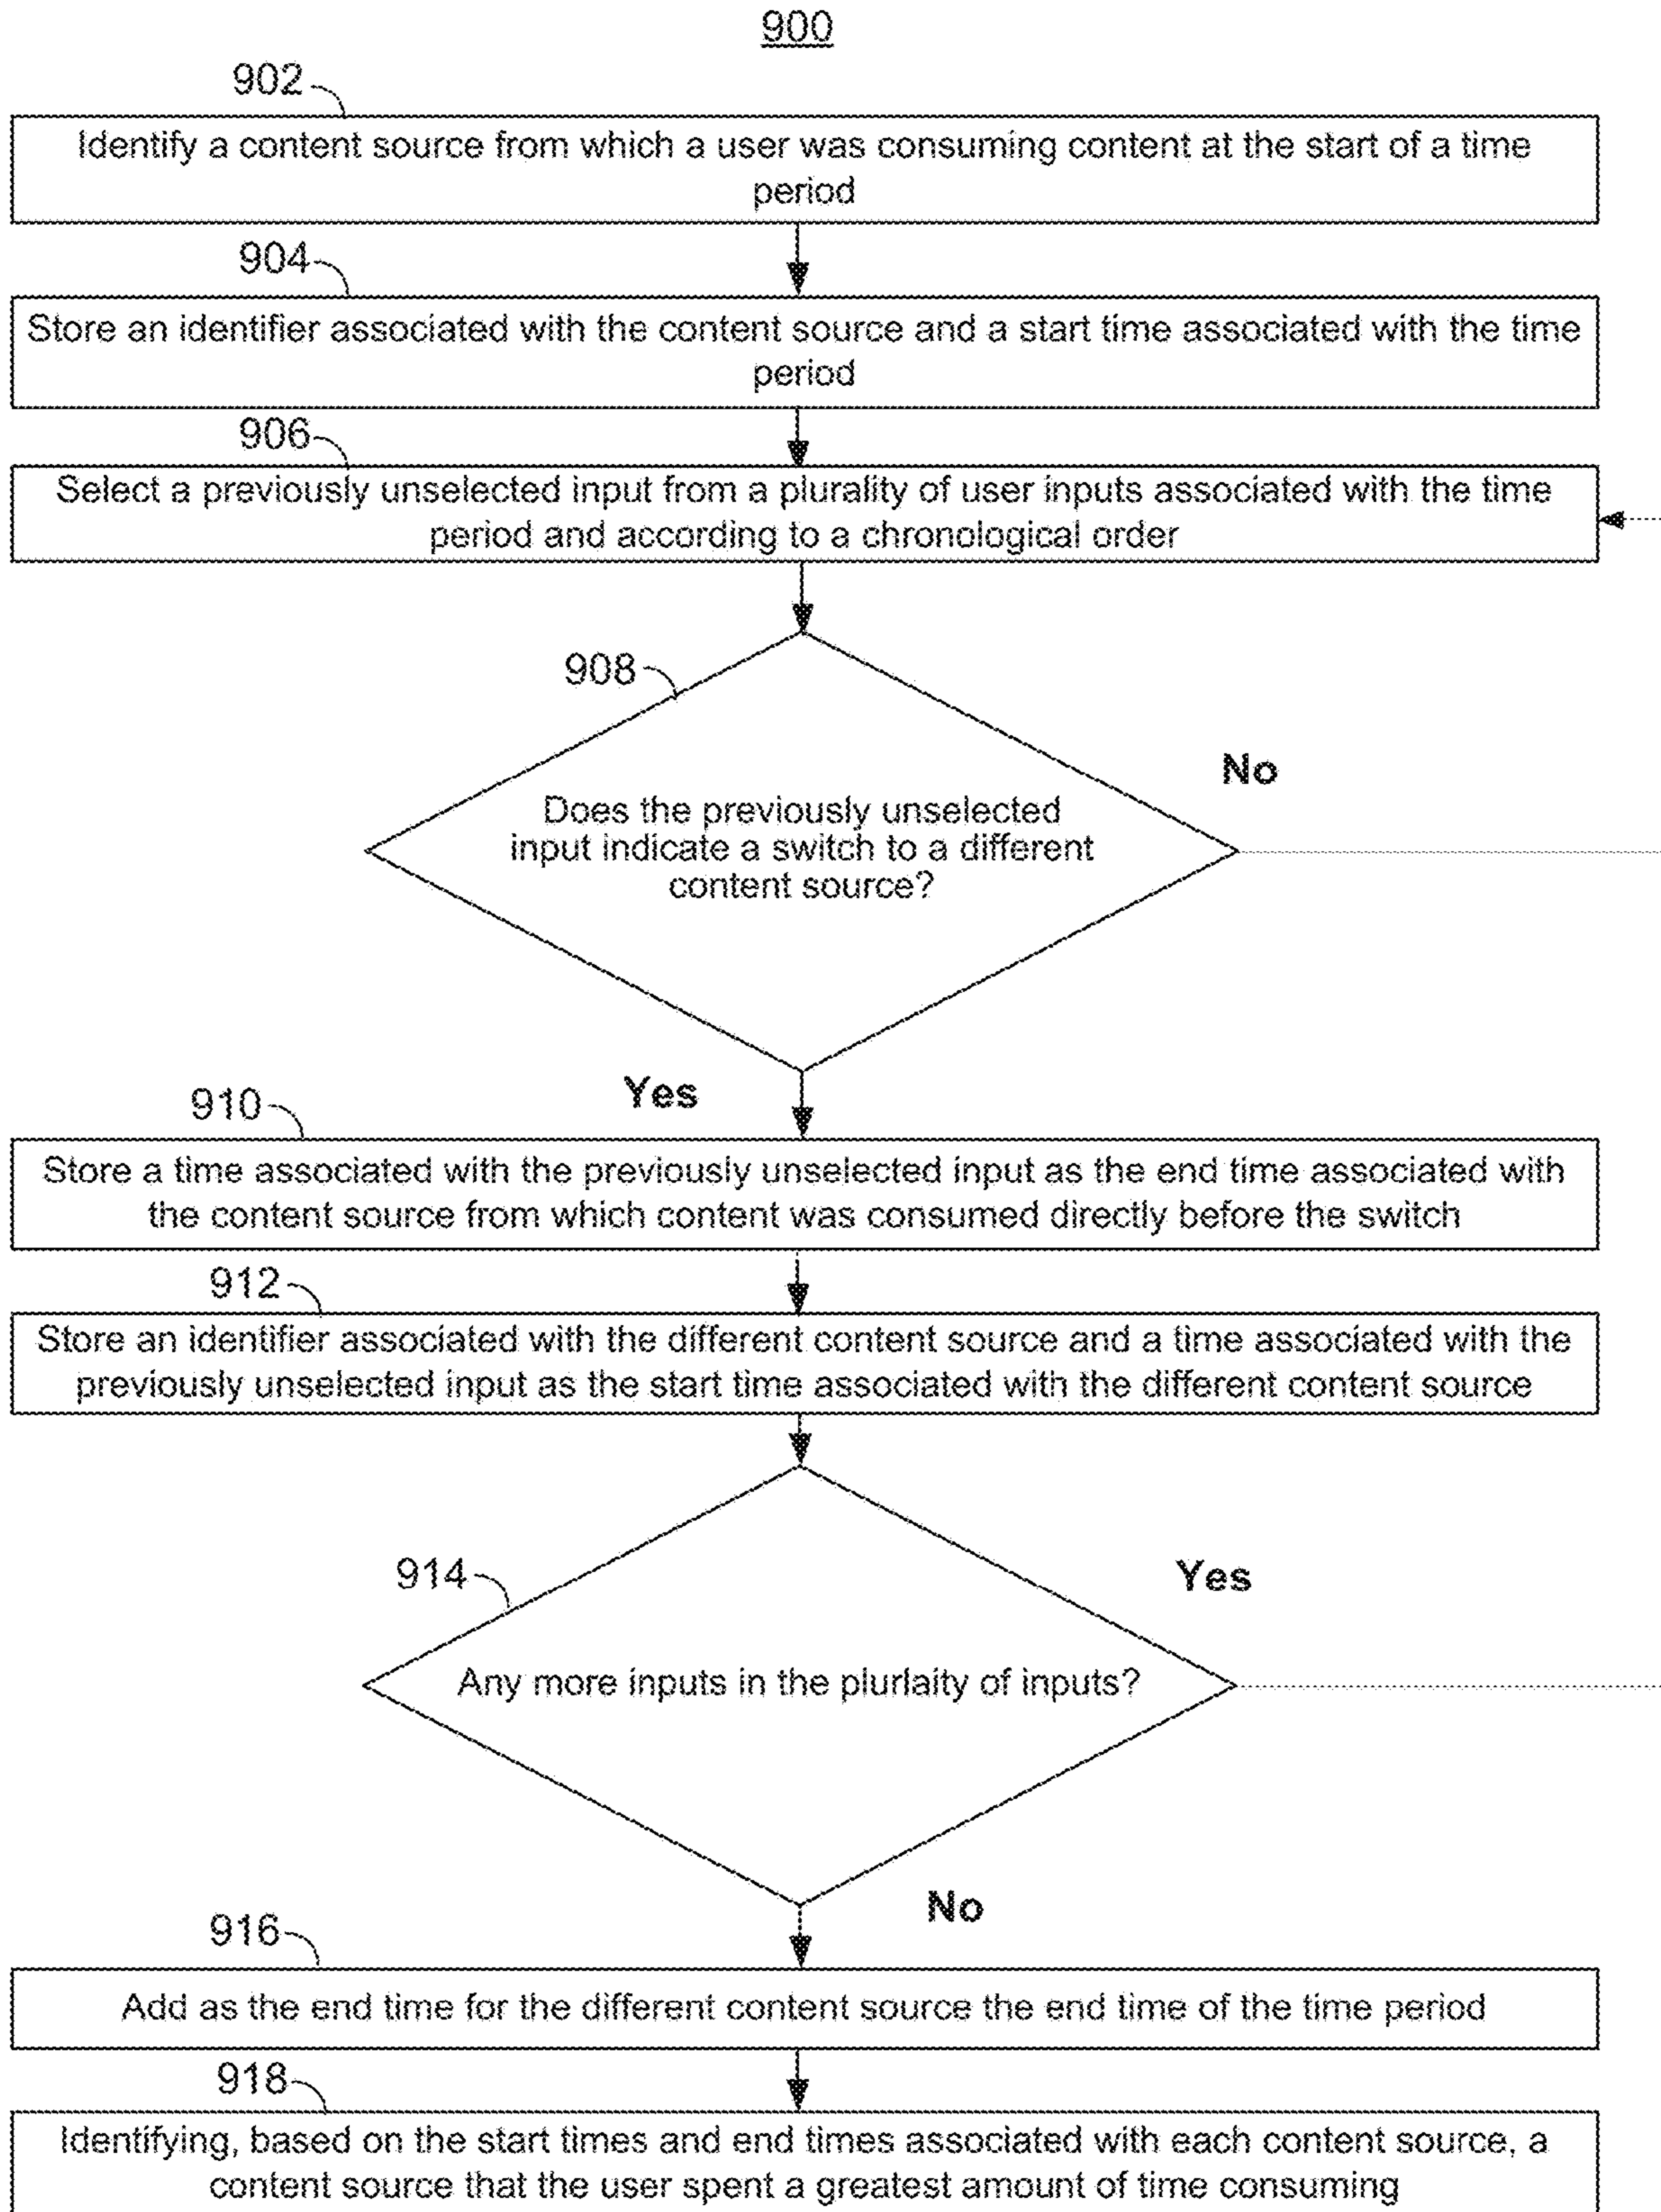 900
902
Identify a content source from which a user was consuming content at the start of a time
period
904
Store an identifier associated with the content source and a start time associated with the time
period
906
Select a previously unselected input from a plurality of user inputs associated with the time
period and according to a chronological order
908
No
Does the previously unselected
input indicate a switch to a different
content source?
Yes
910
Store a time associated with the previously unselected input as the end time associated with
the content source from which content was consumed directly before the switch
912
Store an identifier associated with the different content source and a time associated with the
previously unselected input as the start time associated with the different content source
914
Yes
Any more inputs in the plurlaity of inputs?
No
916
Add as the end time for the different content source the end time of the time period
918
Identifying, based on the start times and end times associated with each content source, a
content source that the user spent a greatest amount of time consuming